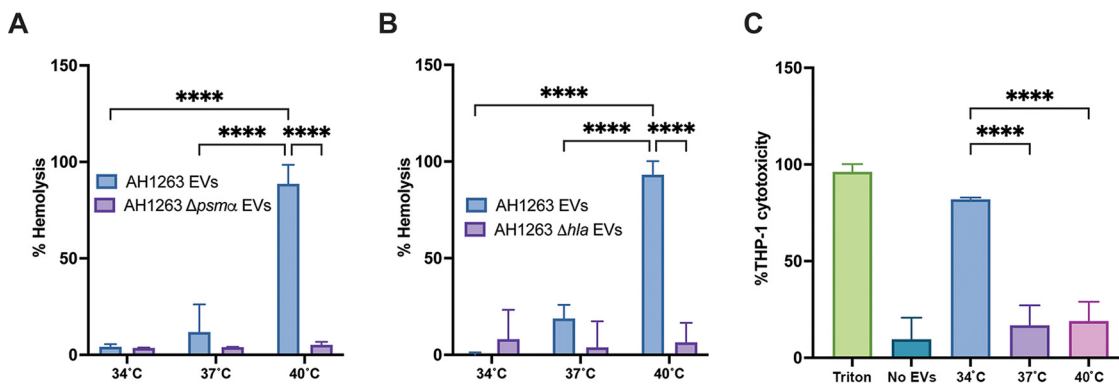 A
% Hemolysis
150
100
50
0
****
**** ****
AH1263 EVs
AH1263 Δpsmα EVs
34˚C 37˚C 40˚C
B
% Hemolysis
150
100
50
0
****
**** ****
AH1263 EVs
AH1263 Δhla EVs
34˚C 37˚C 40˚C
C
%THP-1 cytotoxicity
150
100
50
0
****
****
Triton No EVs 34˚C 37˚C 40˚C